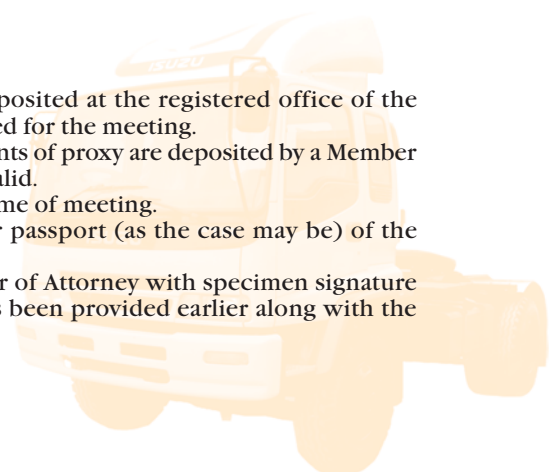 ISUZU
posited at the registered office of the
ed for the meeting.
nts of proxy are deposited by a Member
alid.
me of meeting.
r passport (as the case may be) of the
r of Attorney with specimen signature
s been provided earlier along with the